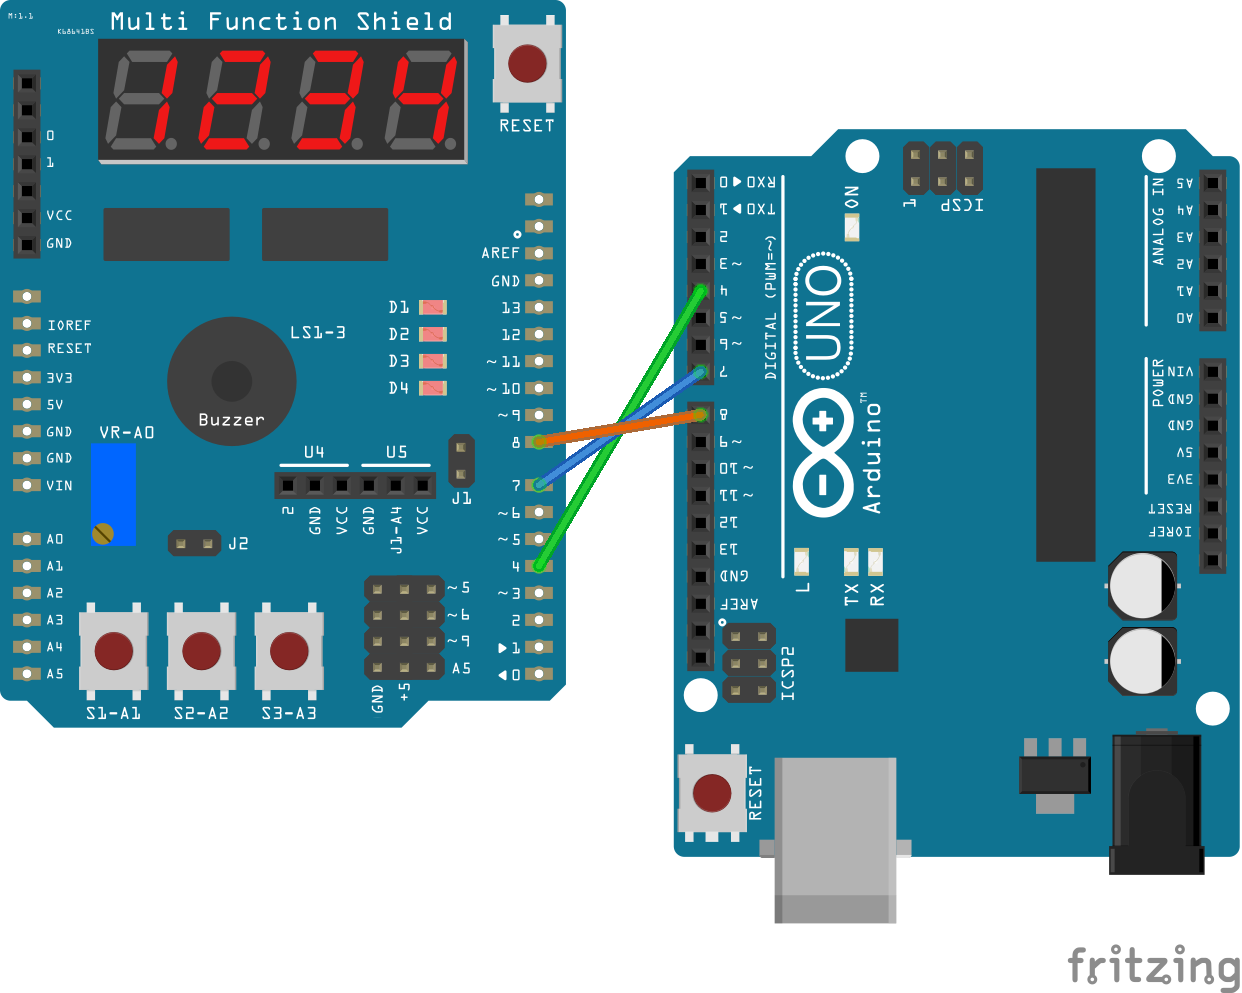 M:1.1
K686418S
Multi Function Shield
RESET
0
1
VCC
GND
IOREF
RESET
3V3
5V
GND
GND
VIN
A0
A1
A2
A3
A4
A5
AREF
GND
13
12
~11
~10
~9
8
7
~6
~5
4
~3
2
▶1
◀0
D1
D2
D3
D4
LS1-3
Buzzer
VR-A0
U4
U5
2
GND
VCC
GND
J1-A4
VCC
J1
J2
~5
~6
~9
A5
GND
+5
S1-A1
S2-A2
S3-A3
0 ◀ RX0
1 ▶ TX0
2
3~
4
5~
6~
7
8
9~
10~
11~
12
13
GND
AREF
DIGITAL (PWM=~)
ON
1
ICSP
UNO
Arduino™
L
TX
RX
ICSP2
RESET
ANALOG IN
A5
A4
A3
A2
A1
A0
POWER
VIN
GND
GND
5V
3V3
RESET
IOREF
fritzing